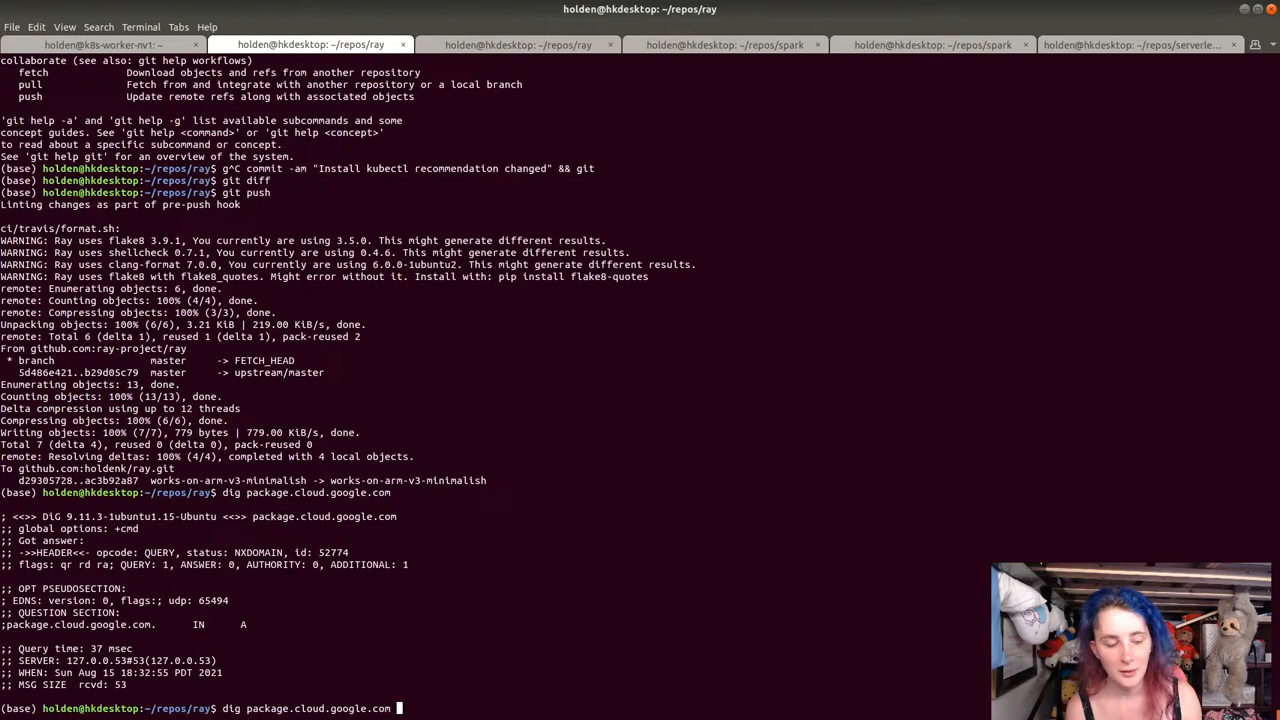 holden@hkdesktop: ~/repos/ray
File Edit View Search Terminal Tabs Help
holden@k8s-worker-nv1: ~ × holden@hkdesktop: ~/repos/ray × holden@hkdesktop: ~/repos/ray × holden@hkdesktop: ~/repos/spark × holden@hkdesktop: ~/repos/spark × holden@hkdesktop: ~/repos/serverle... ×
collaborate (see also: git help workflows)
   fetch             Download objects and refs from another repository
   pull              Fetch from and integrate with another repository or a local branch
   push              Update remote refs along with associated objects
'git help -a' and 'git help -g' list available subcommands and some
concept guides. See 'git help <command>' or 'git help <concept>'
to read about a specific subcommand or concept.
See 'git help git' for an overview of the system.
(base) holden@hkdesktop:~/repos/ray$ g^C commit -am "Install kubectl recommendation changed" && git
(base) holden@hkdesktop:~/repos/ray$ git diff
(base) holden@hkdesktop:~/repos/ray$ git push
Linting changes as part of pre-push hook
ci/travis/format.sh:
WARNING: Ray uses flake8 3.9.1, You currently are using 3.5.0. This might generate different results.
WARNING: Ray uses shellcheck 0.7.1, You currently are using 0.4.6. This might generate different results.
WARNING: Ray uses clang-format 7.0.0, You currently are using 6.0.0-1ubuntu2. This might generate different results.
WARNING: Ray uses flake8 with flake8_quotes. Might error without it. Install with: pip install flake8-quotes
remote: Enumerating objects: 6, done.
remote: Counting objects: 100% (4/4), done.
remote: Compressing objects: 100% (3/3), done.
Unpacking objects: 100% (6/6), 3.21 KiB | 219.00 KiB/s, done.
remote: Total 6 (delta 1), reused 1 (delta 1), pack-reused 2
From github.com:ray-project/ray
 * branch                  master     -> FETCH_HEAD
   5d486e421..b29d05c79  master     -> upstream/master
Enumerating objects: 13, done.
Counting objects: 100% (13/13), done.
Delta compression using up to 12 threads
Compressing objects: 100% (6/6), done.
Writing objects: 100% (7/7), 779 bytes | 779.00 KiB/s, done.
Total 7 (delta 4), reused 0 (delta 0), pack-reused 0
remote: Resolving deltas: 100% (4/4), completed with 4 local objects.
To github.com:holdenk/ray.git
   d29305728..ac3b92a87  works-on-arm-v3-minimalish -> works-on-arm-v3-minimalish
(base) holden@hkdesktop:~/repos/ray$ dig package.cloud.google.com
; <<>> DiG 9.11.3-1ubuntu1.15-Ubuntu <<>> package.cloud.google.com
;; global options: +cmd
;; Got answer:
;; ->>HEADER<<- opcode: QUERY, status: NXDOMAIN, id: 52774
;; flags: qr rd ra; QUERY: 1, ANSWER: 0, AUTHORITY: 0, ADDITIONAL: 1
;; OPT PSEUDOSECTION:
; EDNS: version: 0, flags:; udp: 65494
;; QUESTION SECTION:
;package.cloud.google.com.      IN      A
;; Query time: 37 msec
;; SERVER: 127.0.0.53#53(127.0.0.53)
;; WHEN: Sun Aug 15 18:32:55 PDT 2021
;; MSG SIZE  rcvd: 53
(base) holden@hkdesktop:~/repos/ray$ dig package.cloud.google.com